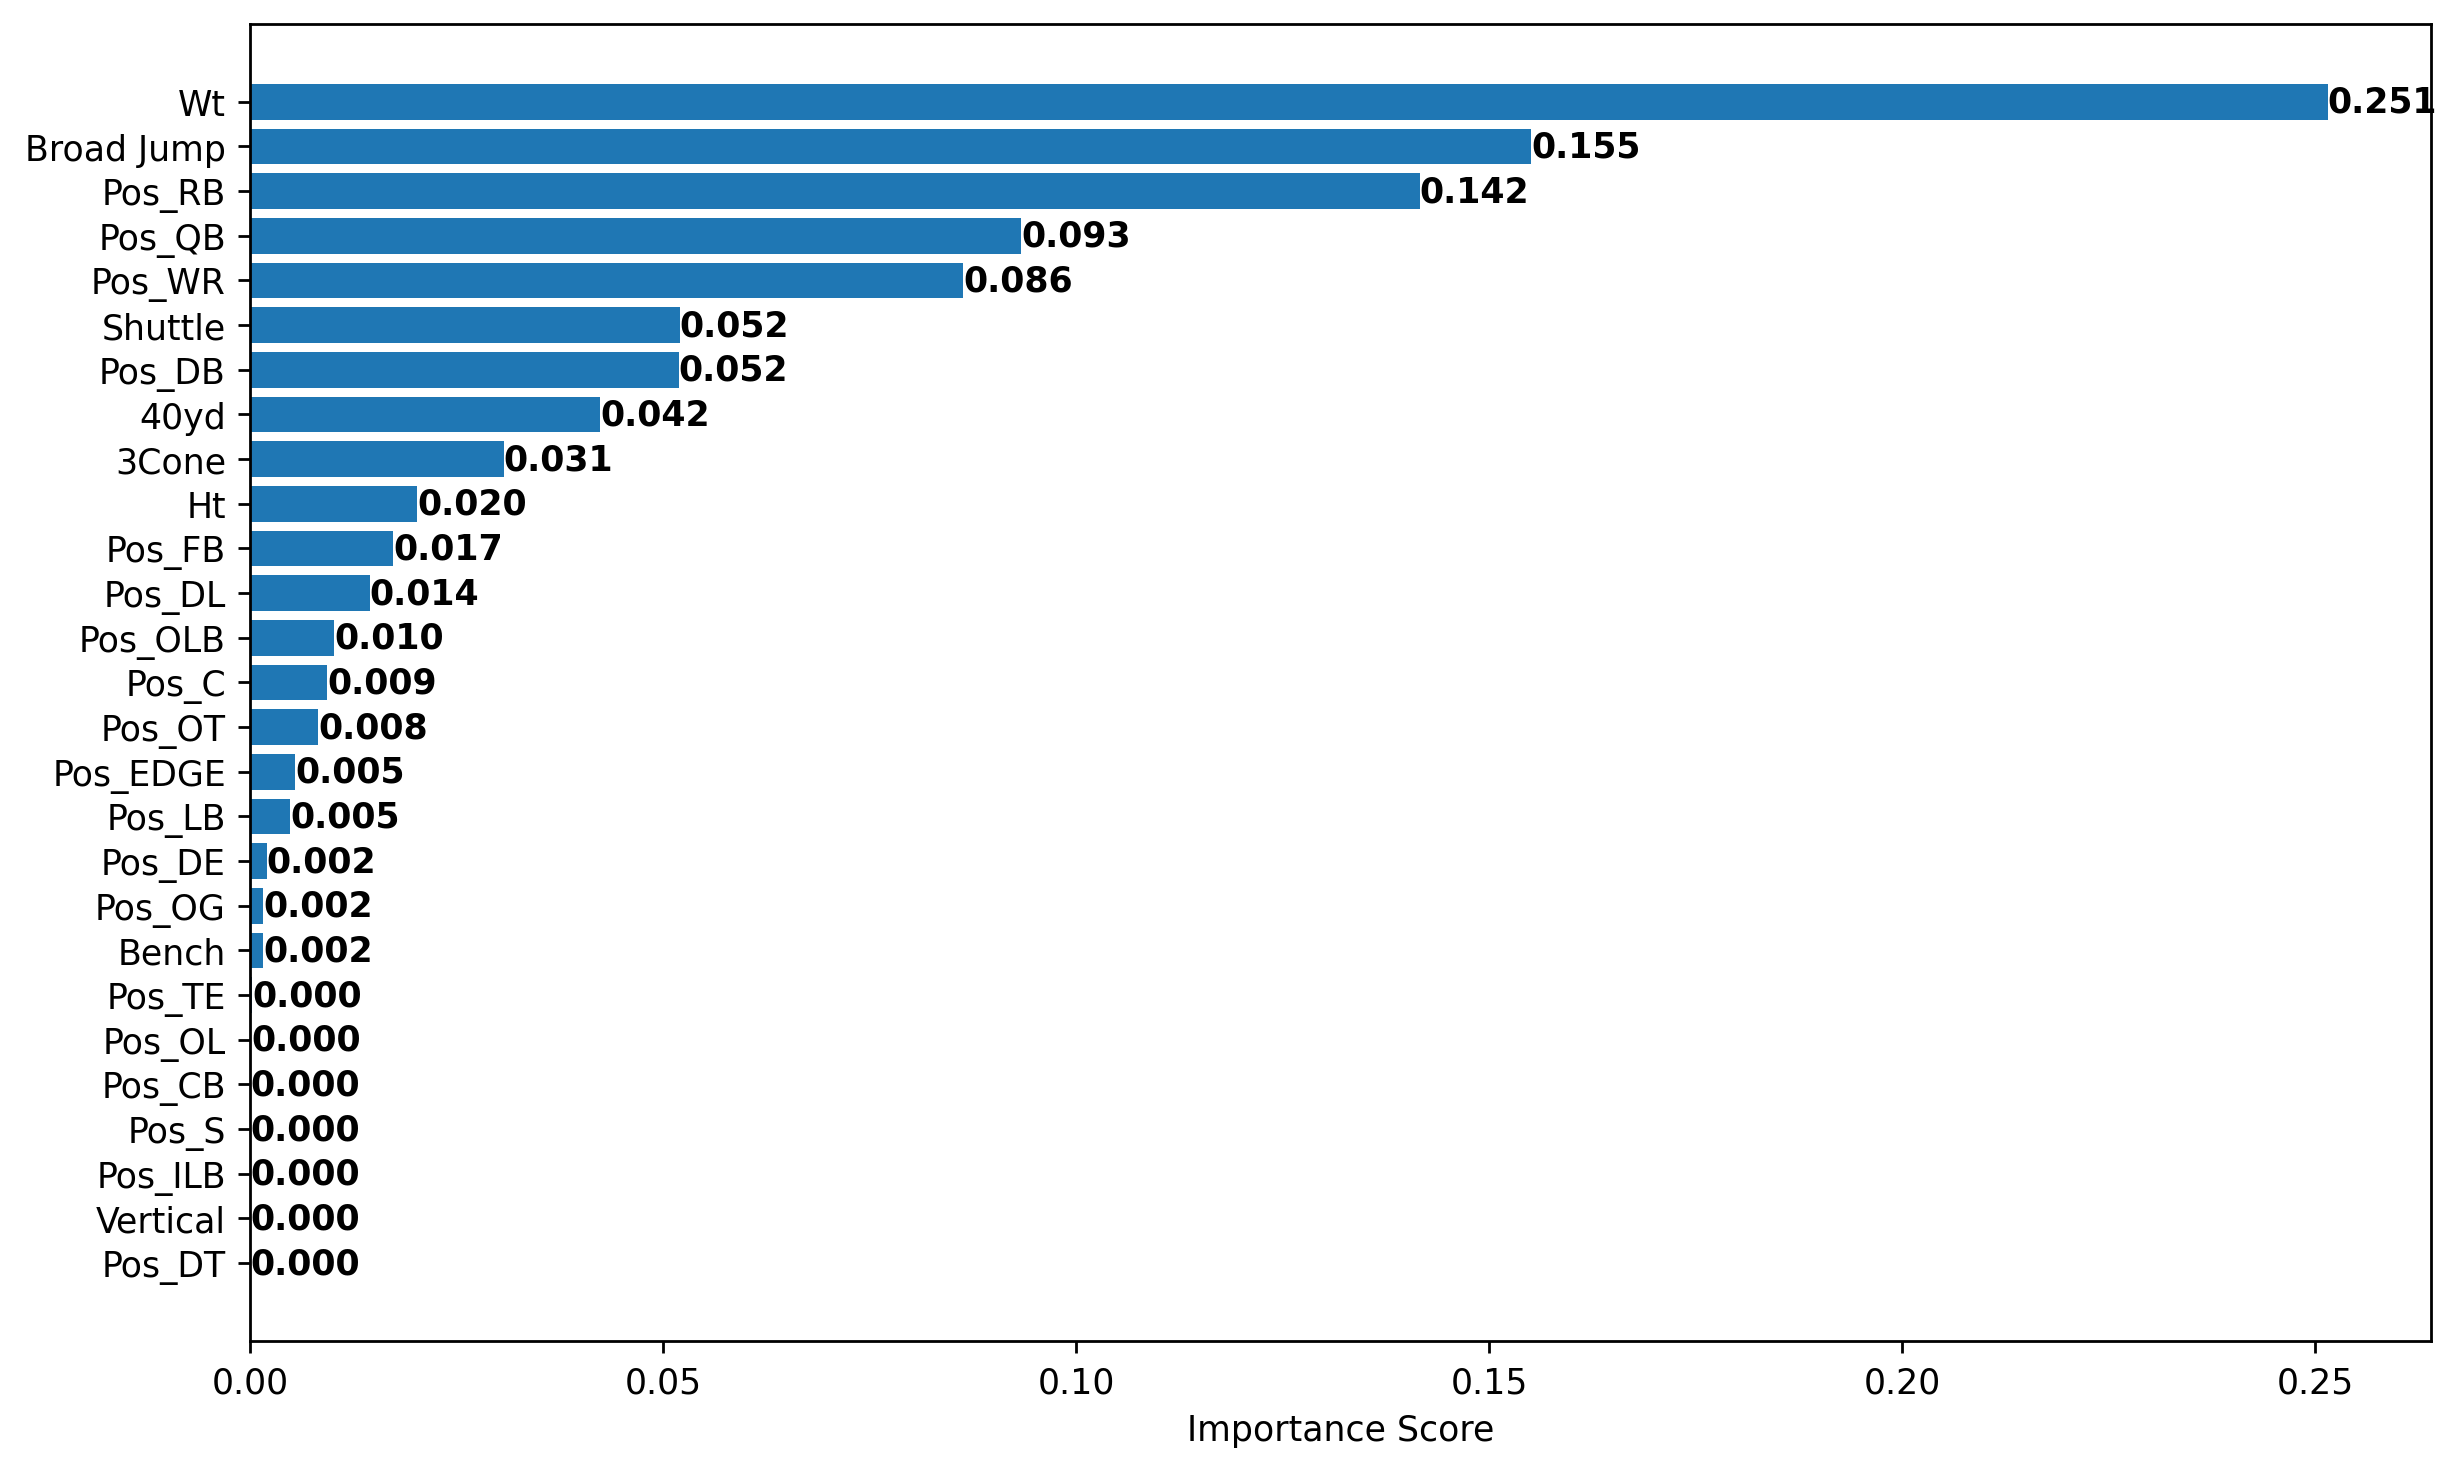 Wt 0.251
Broad Jump 0.155
Pos_RB 0.142
Pos_QB 0.093
Pos_WR 0.086
Shuttle 0.052
Pos_DB 0.052
40yd 0.042
3Cone 0.031
Ht 0.020
Pos_FB 0.017
Pos_DL 0.014
Pos_OLB 0.010
Pos_C 0.009
Pos_OT 0.008
Pos_EDGE 0.005
Pos_LB 0.005
Pos_DE 0.002
Pos_OG 0.002
Bench 0.002
Pos_TE 0.000
Pos_OL 0.000
Pos_CB 0.000
Pos_S 0.000
Pos_ILB 0.000
Vertical 0.000
Pos_DT 0.000
0.00 0.05 0.10 0.15 0.20 0.25
Importance Score